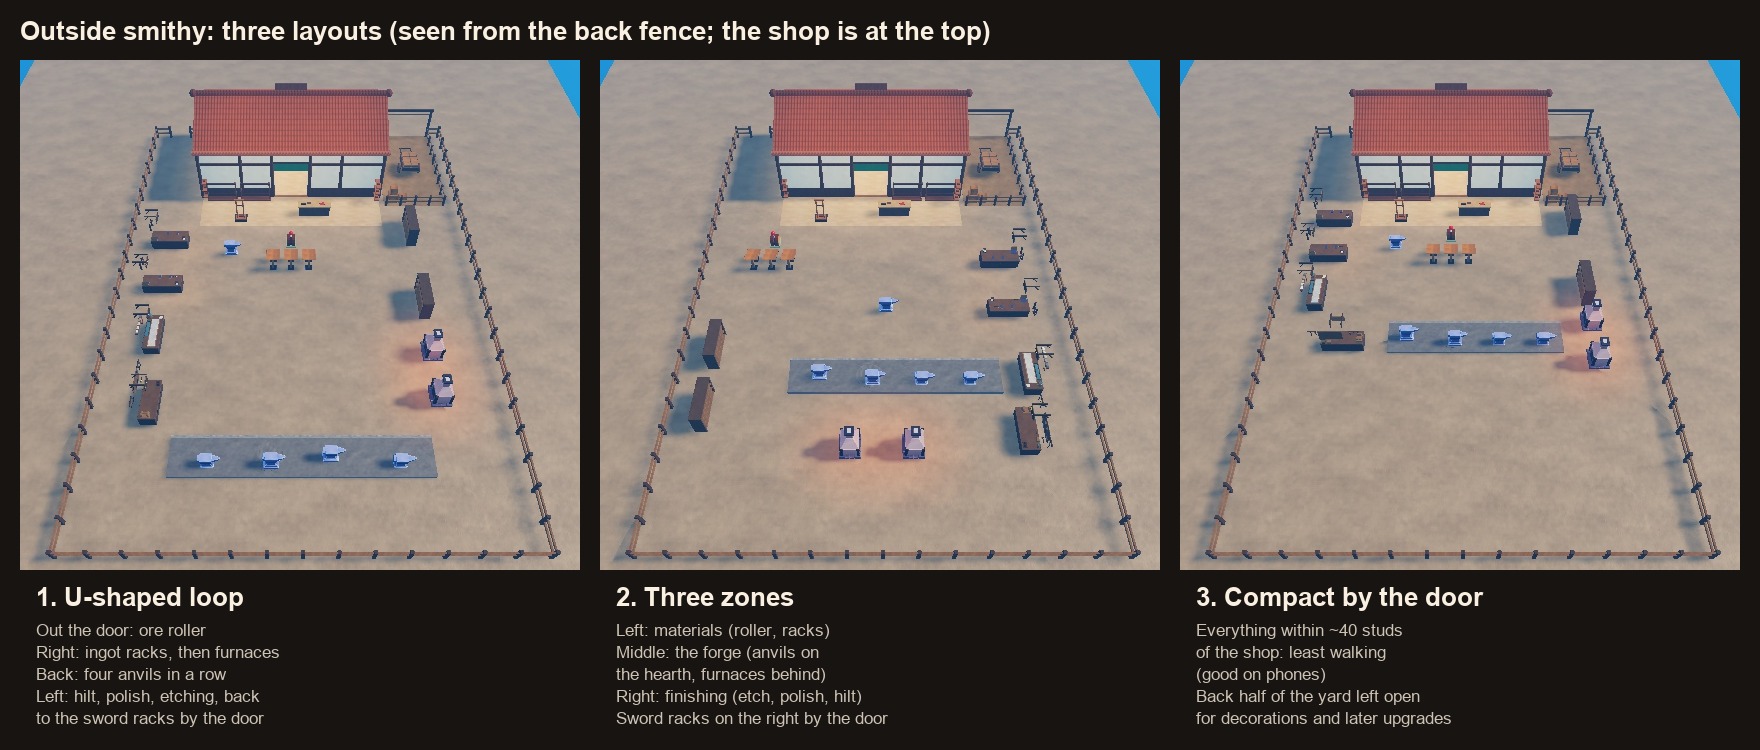 Outside smithy: three layouts (seen from the back fence; the shop is at the top)
1. U-shaped loop
Out the door: ore roller
Right: ingot racks, then furnaces
Back: four anvils in a row
Left: hilt, polish, etching, back
to the sword racks by the door
2. Three zones
Left: materials (roller, racks)
Middle: the forge (anvils on
the hearth, furnaces behind)
Right: finishing (etch, polish, hilt)
Sword racks on the right by the door
3. Compact by the door
Everything within ~40 studs
of the shop: least walking
(good on phones)
Back half of the yard left open
for decorations and later upgrades